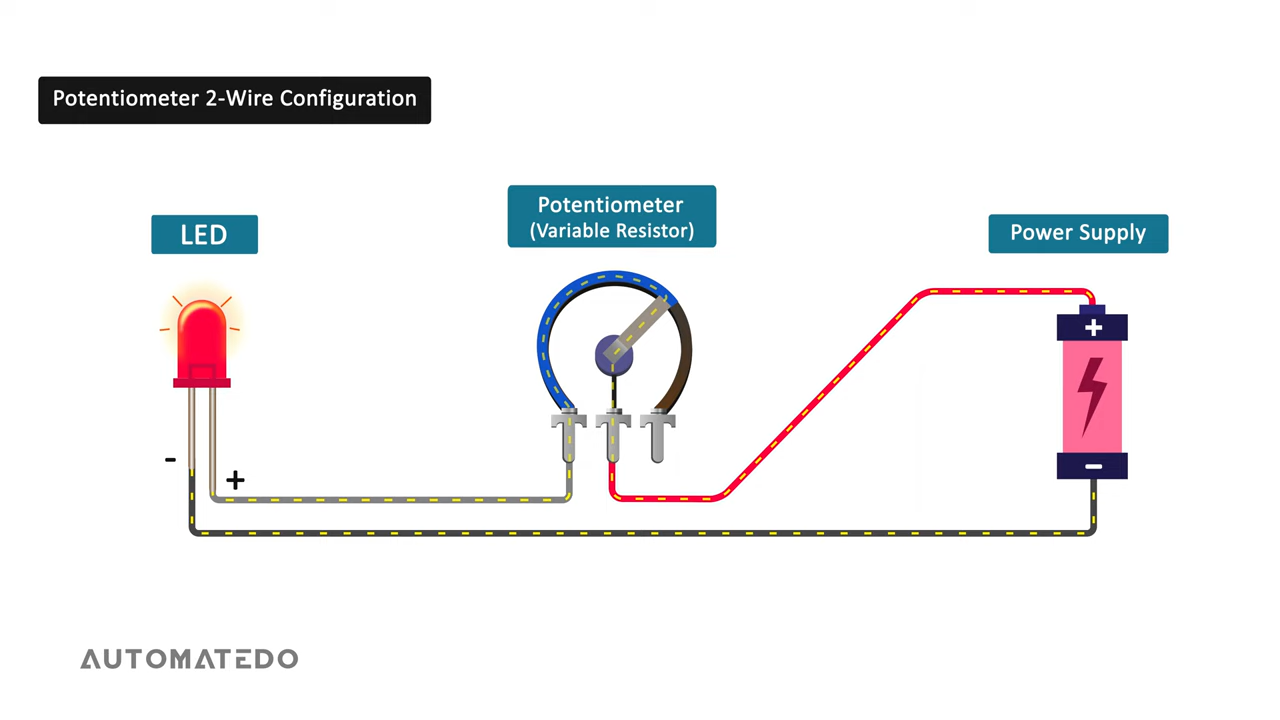 Potentiometer 2-Wire Configuration
LED
Potentiometer
(Variable Resistor)
Power Supply
+
-
+
−
AUTOMATEDO